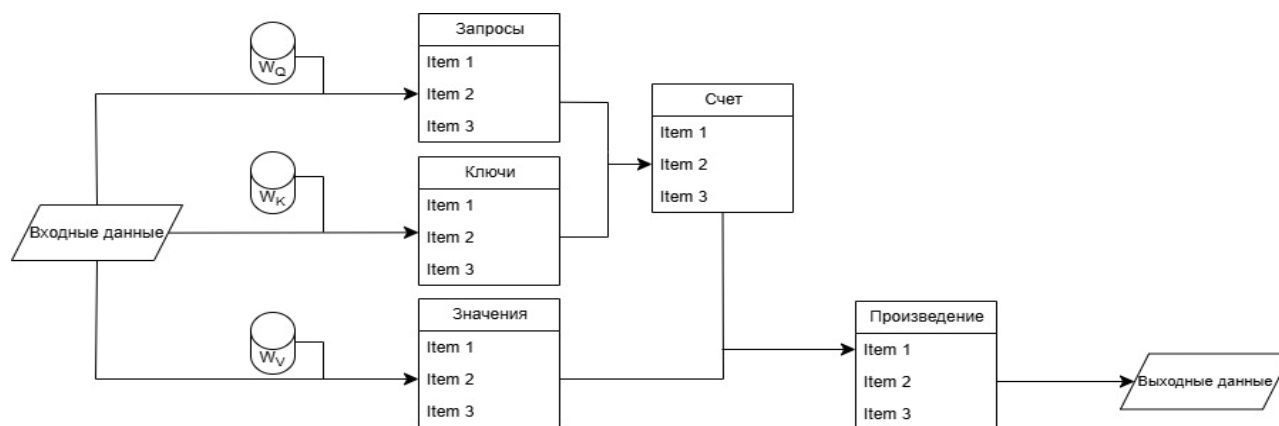 Запросы
Item 1
Item 2
Item 3
W_Q
Счет
Item 1
Item 2
Item 3
Ключи
Item 1
Item 2
Item 3
W_K
Входные данные
Значения
Item 1
Item 2
Item 3
W_V
Произведение
Item 1
Item 2
Item 3
Выходные данные